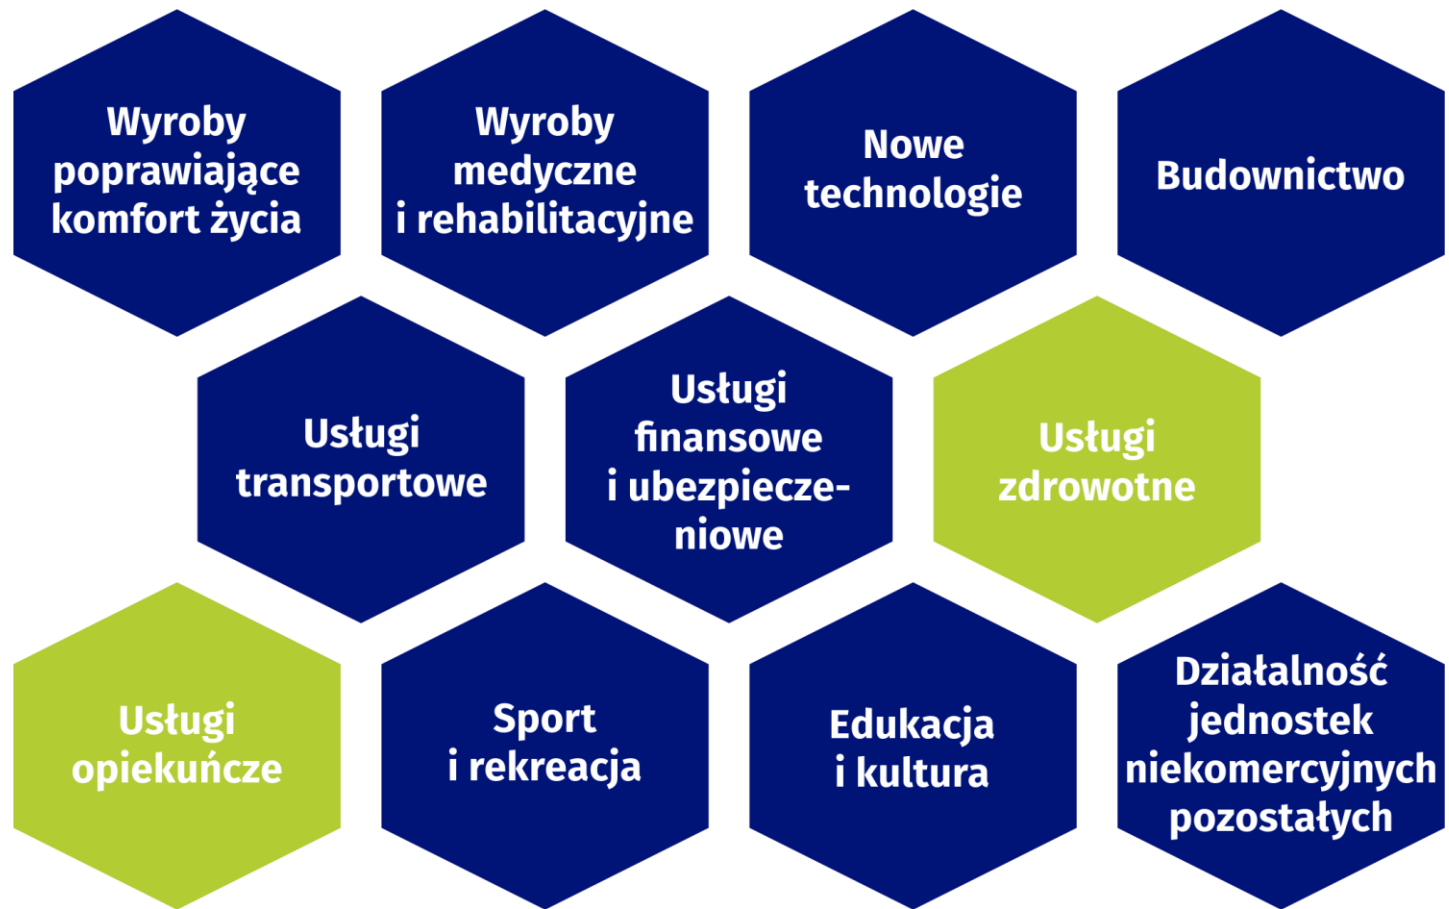 Wyroby
poprawiające
komfort życia
Wyroby
medyczne
i rehabilitacyjne
Nowe
technologie
Budownictwo
Usługi
transportowe
Usługi
finansowe
i ubezpiecze-
niowe
Usługi
zdrowotne
Usługi
opiekuńcze
Sport
i rekreacja
Edukacja
i kultura
Działalność
jednostek
niekomercyjnych
pozostałych